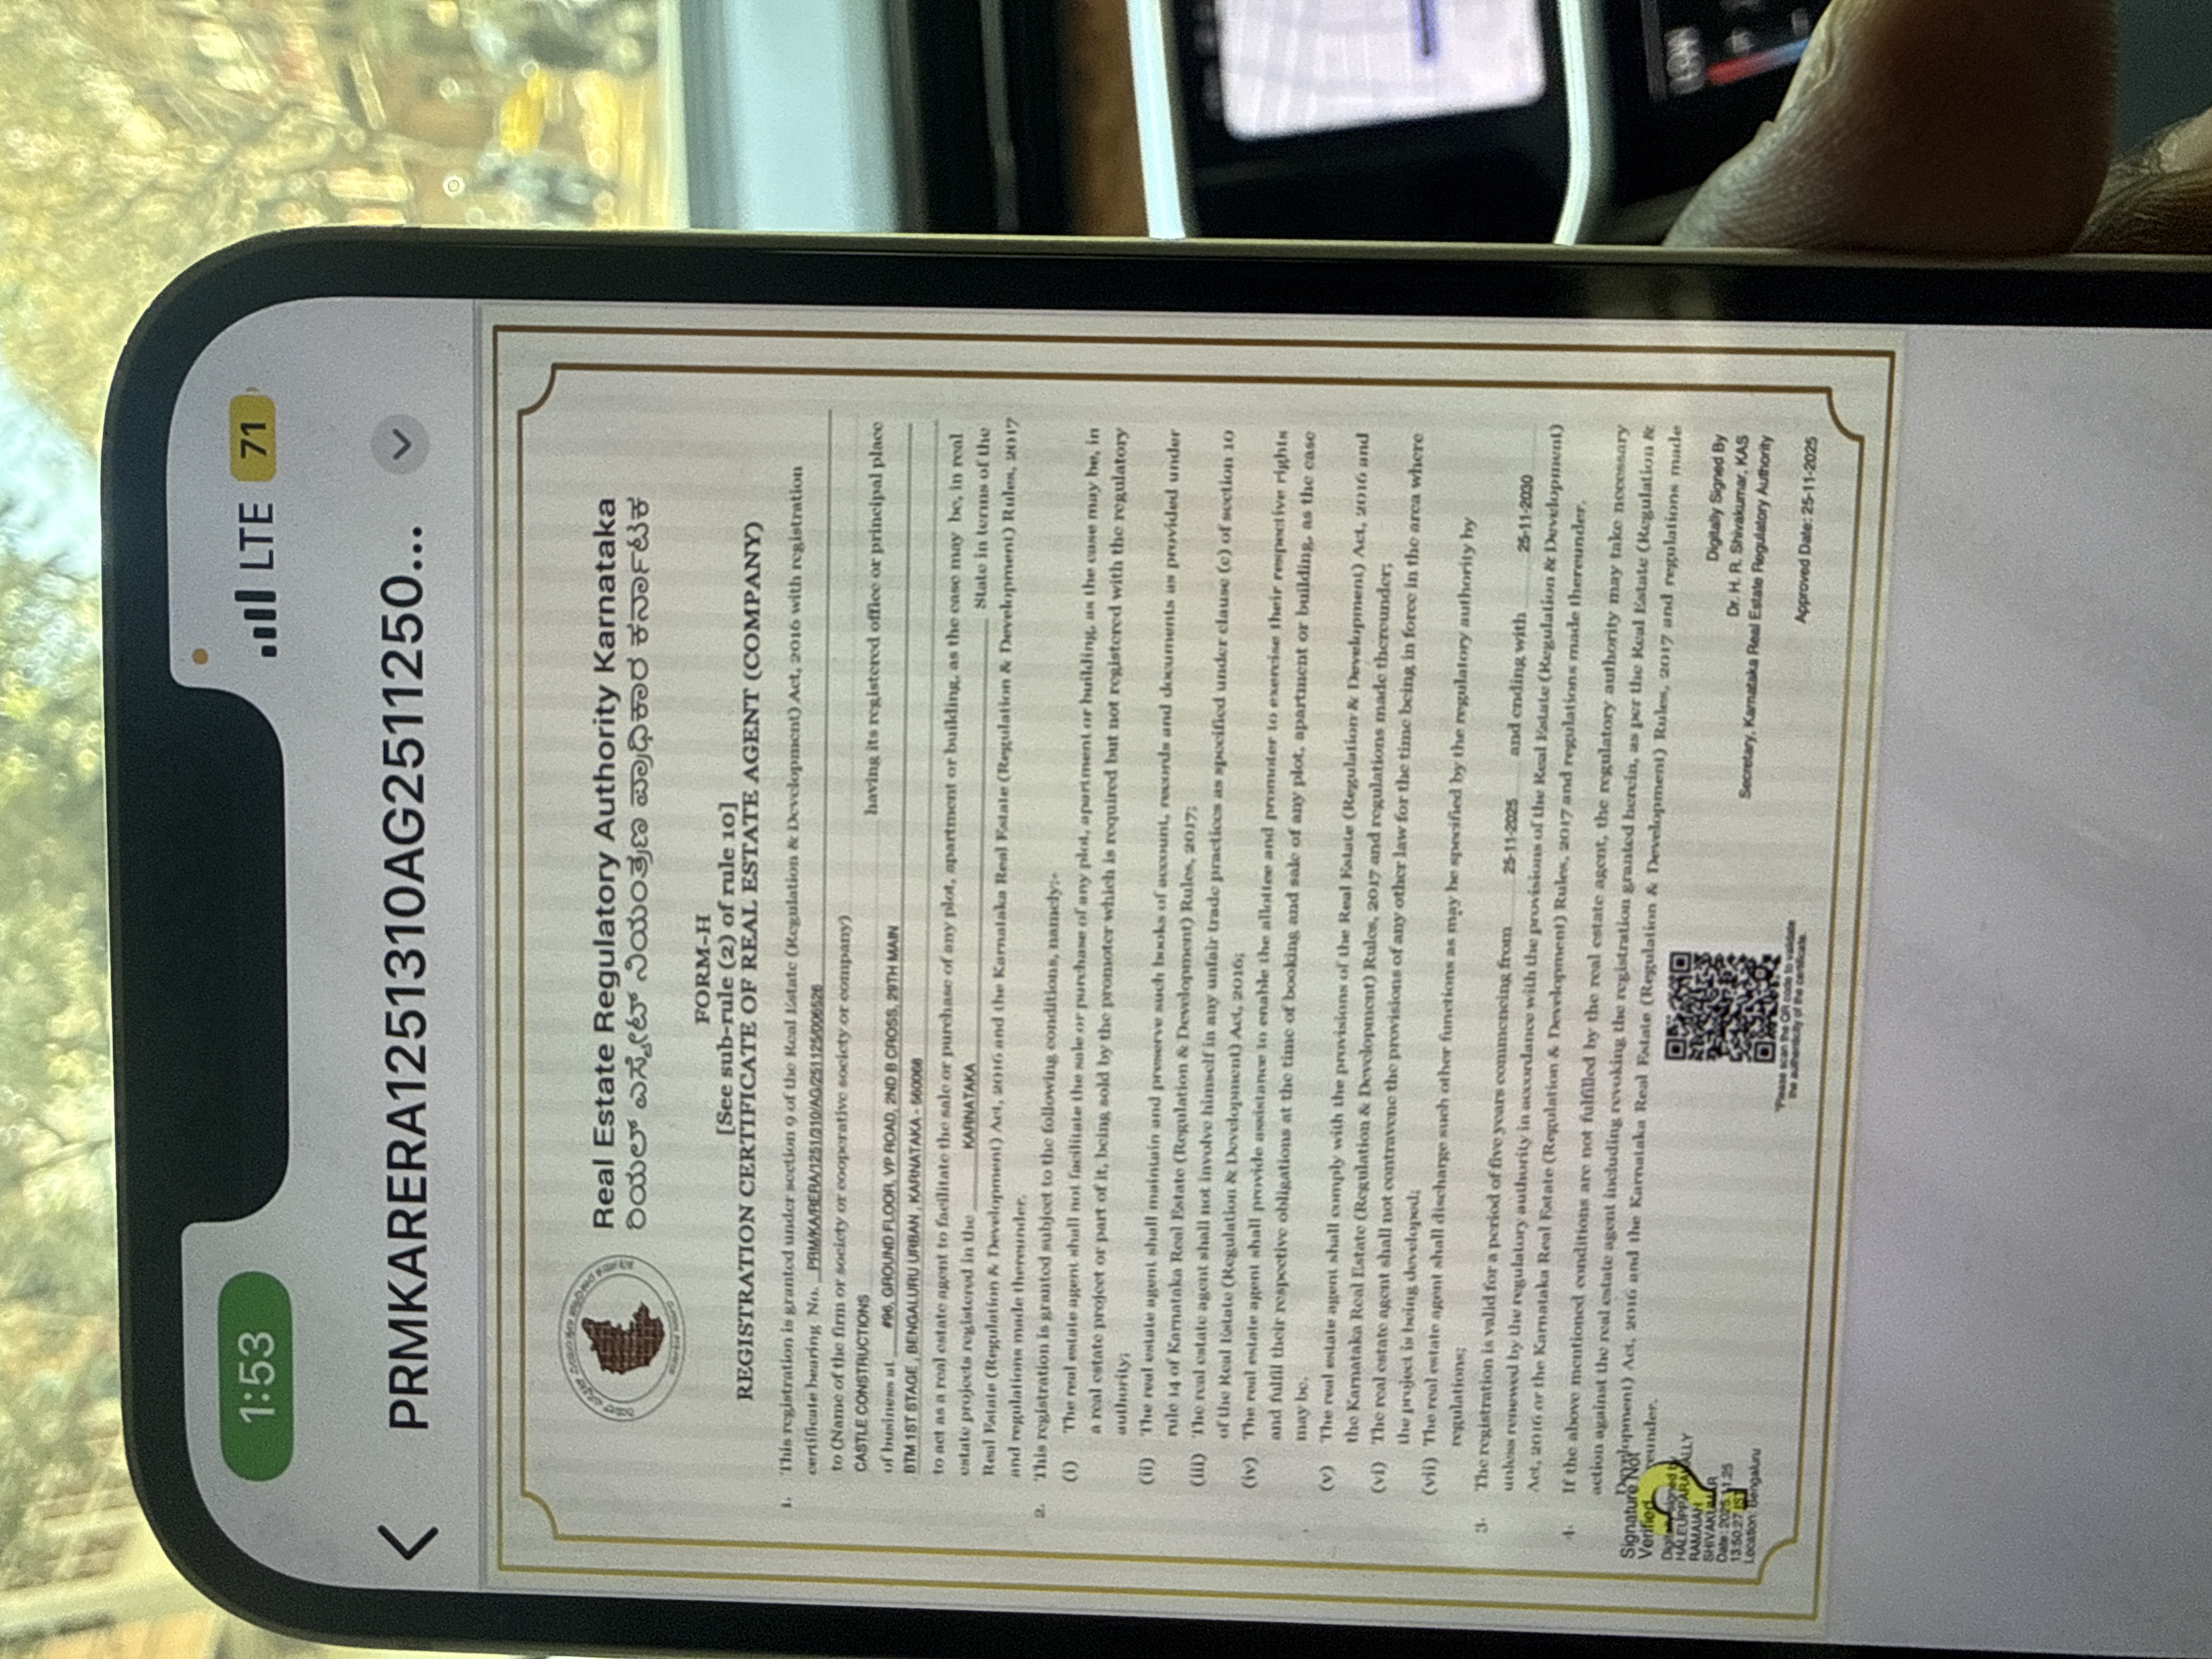 1:53
LTE 71
PRMKARERA1251310AG2511250...
Real Estate Regulatory Authority Karnataka
ರಿಯಲ್ ಎಸ್ಟೇಟ್ ನಿಯಂತ್ರಣ ಪ್ರಾಧಿಕಾರ ಕರ್ನಾಟಕ
FORM-H
[See sub-rule (2) of rule 10]
REGISTRATION CERTIFICATE OF REAL ESTATE AGENT (COMPANY)
1. This registration is granted under section 9 of the Real Estate (Regulation & Development) Act, 2016 with registration
certificate bearing No. PRM/KA/RERA/1251/310/AG/251125/006526
to (Name of the firm or society or cooperative society or company)
CASTLE CONSTRUCTIONS having its registered office or principal place
of business at #96, GROUND FLOOR, VP ROAD, 2ND B CROSS, 29TH MAIN
BTM 1ST STAGE , BENGALURU URBAN , KARNATAKA - 560068
to act as a real estate agent to facilitate the sale or purchase of any plot, apartment or building, as the case may be, in real
estate projects registered in the KARNATAKA State in terms of the
Real Estate (Regulation & Development) Act, 2016 and the Karnataka Real Estate (Regulation & Development) Rules, 2017
and regulations made thereunder.
2. This registration is granted subject to the following conditions, namely:-
(i) The real estate agent shall not facilitate the sale or purchase of any plot, apartment or building, as the case may be, in
a real estate project or part of it, being sold by the promoter which is required but not registered with the regulatory
authority;
(ii) The real estate agent shall maintain and preserve such books of account, records and documents as provided under
rule 14 of Karnataka Real Estate (Regulation & Development) Rules, 2017;
(iii) The real estate agent shall not involve himself in any unfair trade practices as specified under clause (c) of section 10
of the Real Estate (Regulation & Development) Act, 2016;
(iv) The real estate agent shall provide assistance to enable the allottee and promoter to exercise their respective rights
and fulfil their respective obligations at the time of booking and sale of any plot, apartment or building, as the case
may be.
(v) The real estate agent shall comply with the provisions of the Real Estate (Regulation & Development) Act, 2016 and
the Karnataka Real Estate (Regulation & Development) Rules, 2017 and regulations made thereunder;
(vi) The real estate agent shall not contravene the provisions of any other law for the time being in force in the area where
the project is being developed;
(vii) The real estate agent shall discharge such other functions as may be specified by the regulatory authority by
regulations;
3. The registration is valid for a period of five years commencing from 25-11-2025 and ending with 25-11-2030
unless renewed by the regulatory authority in accordance with the provisions of the Real Estate (Regulation & Development)
Act, 2016 or the Karnataka Real Estate (Regulation & Development) Rules, 2017 and regulations made thereunder.
4. If the above mentioned conditions are not fulfilled by the real estate agent, the regulatory authority may take necessary
action against the real estate agent including revoking the registration granted herein, as per the Real Estate (Regulation &
Development) Act, 2016 and the Karnataka Real Estate (Regulation & Development) Rules, 2017 and regulations made
thereunder.
Signature Not
Verified
Digitally signed by
RAMAIAH
SHIVAKUMAR
Date: 2025.11.25
13:50:27 IST
Location: Bengaluru
*Please scan the QR code to validate
the authenticity of the certificate.
Digitally Signed By
Dr. H. R. Shivakumar, KAS
Secretary, Karnataka Real Estate Regulatory Authority
Approved Date: 25-11-2025